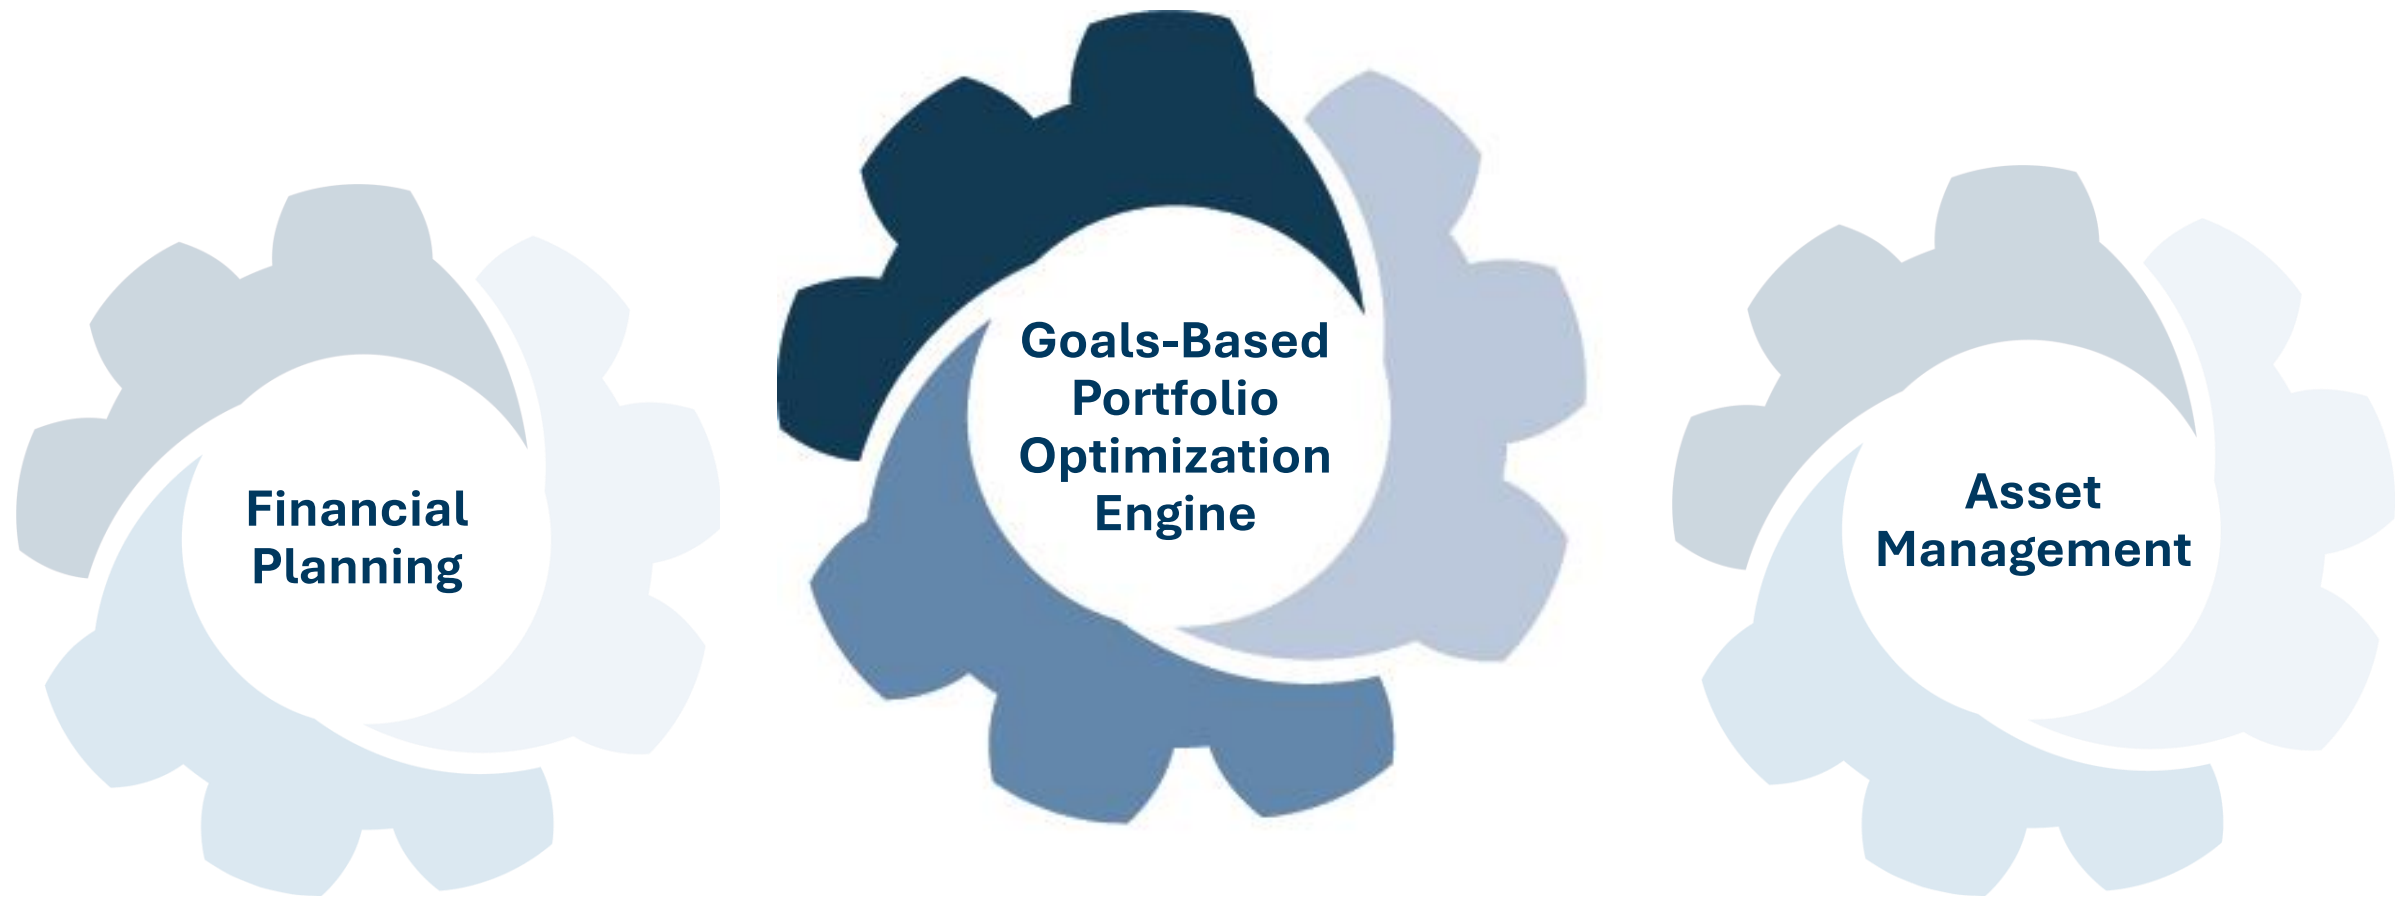 Financial
Planning
Goals-Based
Portfolio
Optimization
Engine
Asset
Management